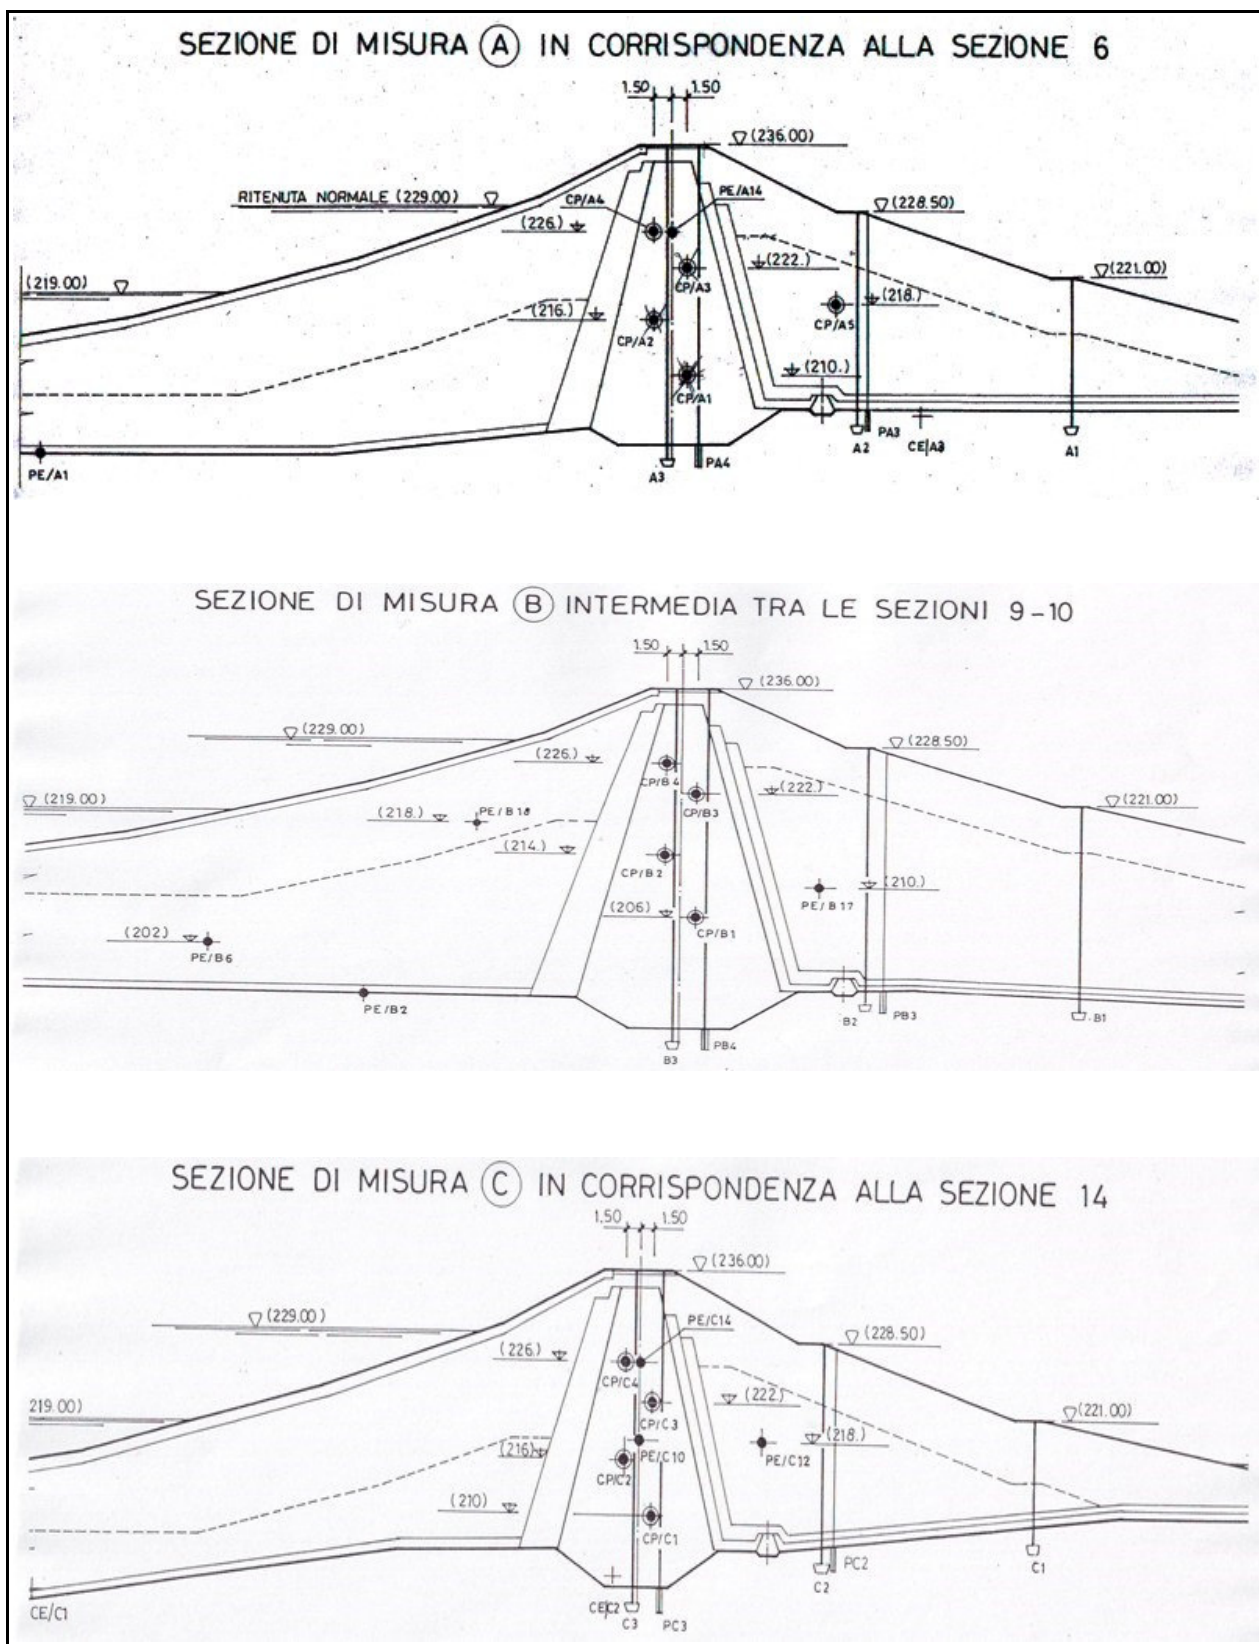 SEZIONE DI MISURA A IN CORRISPONDENZA ALLA SEZIONE 6
1.50 1.50
(236.00)
RITENUTA NORMALE (229.00)
CP/A4
PE/A14
(228.50)
(226.)
(222.)
(221.00)
(219.00)
CP/A3
(218.)
(216.)
CP/A2
CP/A5
(210.)
CP/A1
PE/A1
A3
PA4
A2
PA3
CE/A3
A1
SEZIONE DI MISURA B INTERMEDIA TRA LE SEZIONI 9-10
1.50 1.50
(236.00)
(229.00)
(228.50)
(226.)
CP/B4
(222.)
(219.00)
(221.00)
(218.)
PE/B18
CP/B3
(214.)
CP/B2
(210.)
PE/B17
(206)
CP/B1
(202)
PE/B6
PE/B2
B3
PB4
B2
PB3
B1
SEZIONE DI MISURA C IN CORRISPONDENZA ALLA SEZIONE 14
1.50 1.50
(236.00)
(229.00)
PE/C14
(228.50)
(226.)
CP/C4
(222.)
219.00)
(221.00)
CP/C3
(216)
PE/C10
PE/C12
(218.)
CP/C2
(210)
CP/C1
CE/C1
CE/C2
C3
PC3
C2
PC2
C1